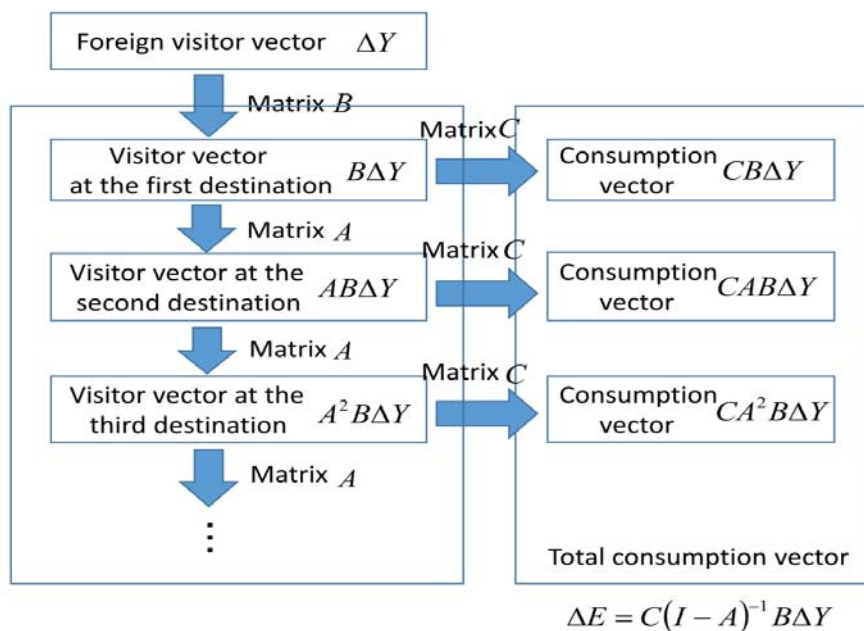 Foreign visitor vector ΔY
Matrix B
Visitor vector
at the first destination BΔY
Matrix C
Consumption
vector CBΔY
Matrix A
Visitor vector at the
second destination ABΔY
Matrix C
Consumption
vector CABΔY
Matrix A
Visitor vector at the
third destination A²BΔY
Matrix C
Consumption
vector CA²BΔY
Matrix A
⋮
Total consumption vector
ΔE = C(I − A)⁻¹ BΔY